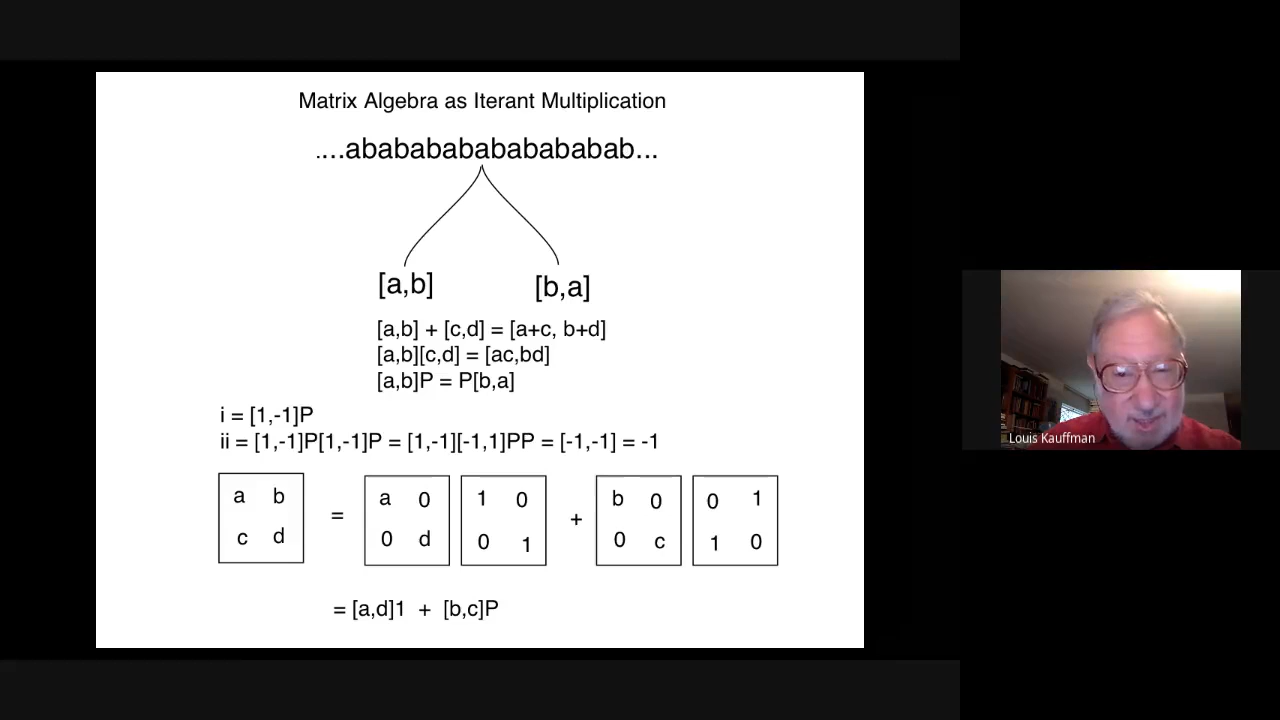 Matrix Algebra as Iterant Multiplication
....ababababababababab...
[a,b] [b,a]
[a,b] + [c,d] = [a+c, b+d]
[a,b][c,d] = [ac,bd]
[a,b]P = P[b,a]
i = [1,-1]P
ii = [1,-1]P[1,-1]P = [1,-1][-1,1]PP = [-1,-1] = -1
a b = a 0 1 0 + b 0 0 1
c d 0 d 0 1 0 c 1 0
= [a,d]1 + [b,c]P
Louis Kauffman